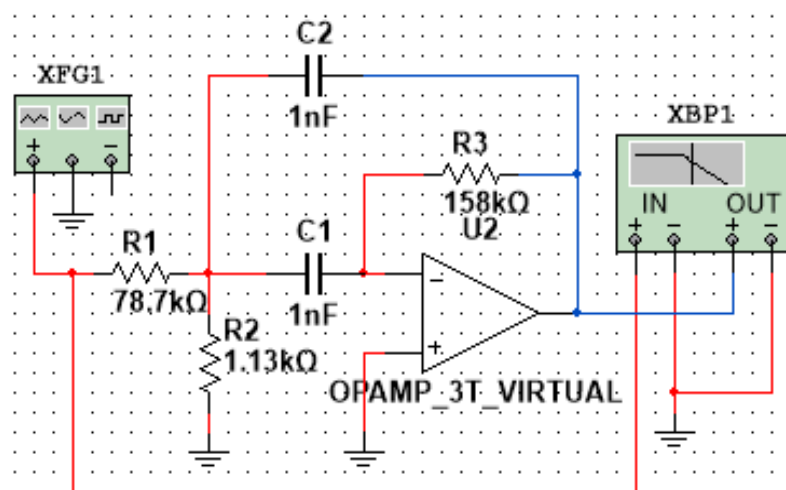 C2
1nF
XFG1
+
−
R3
158kΩ
U2
C1
1nF
R1
78.7kΩ
R2
1.13kΩ
−
+
OPAMP_3T_VIRTUAL
XBP1
IN OUT
+ − + −